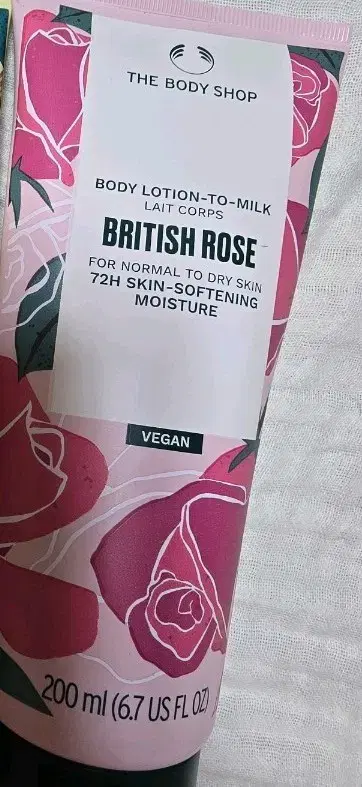 THE BODY SHOP
BODY LOTION-TO-MILK
LAIT CORPS
BRITISH ROSE
FOR NORMAL TO DRY SKIN
72H SKIN-SOFTENING
MOISTURE
VEGAN
200 ml (6.7 US FL OZ)